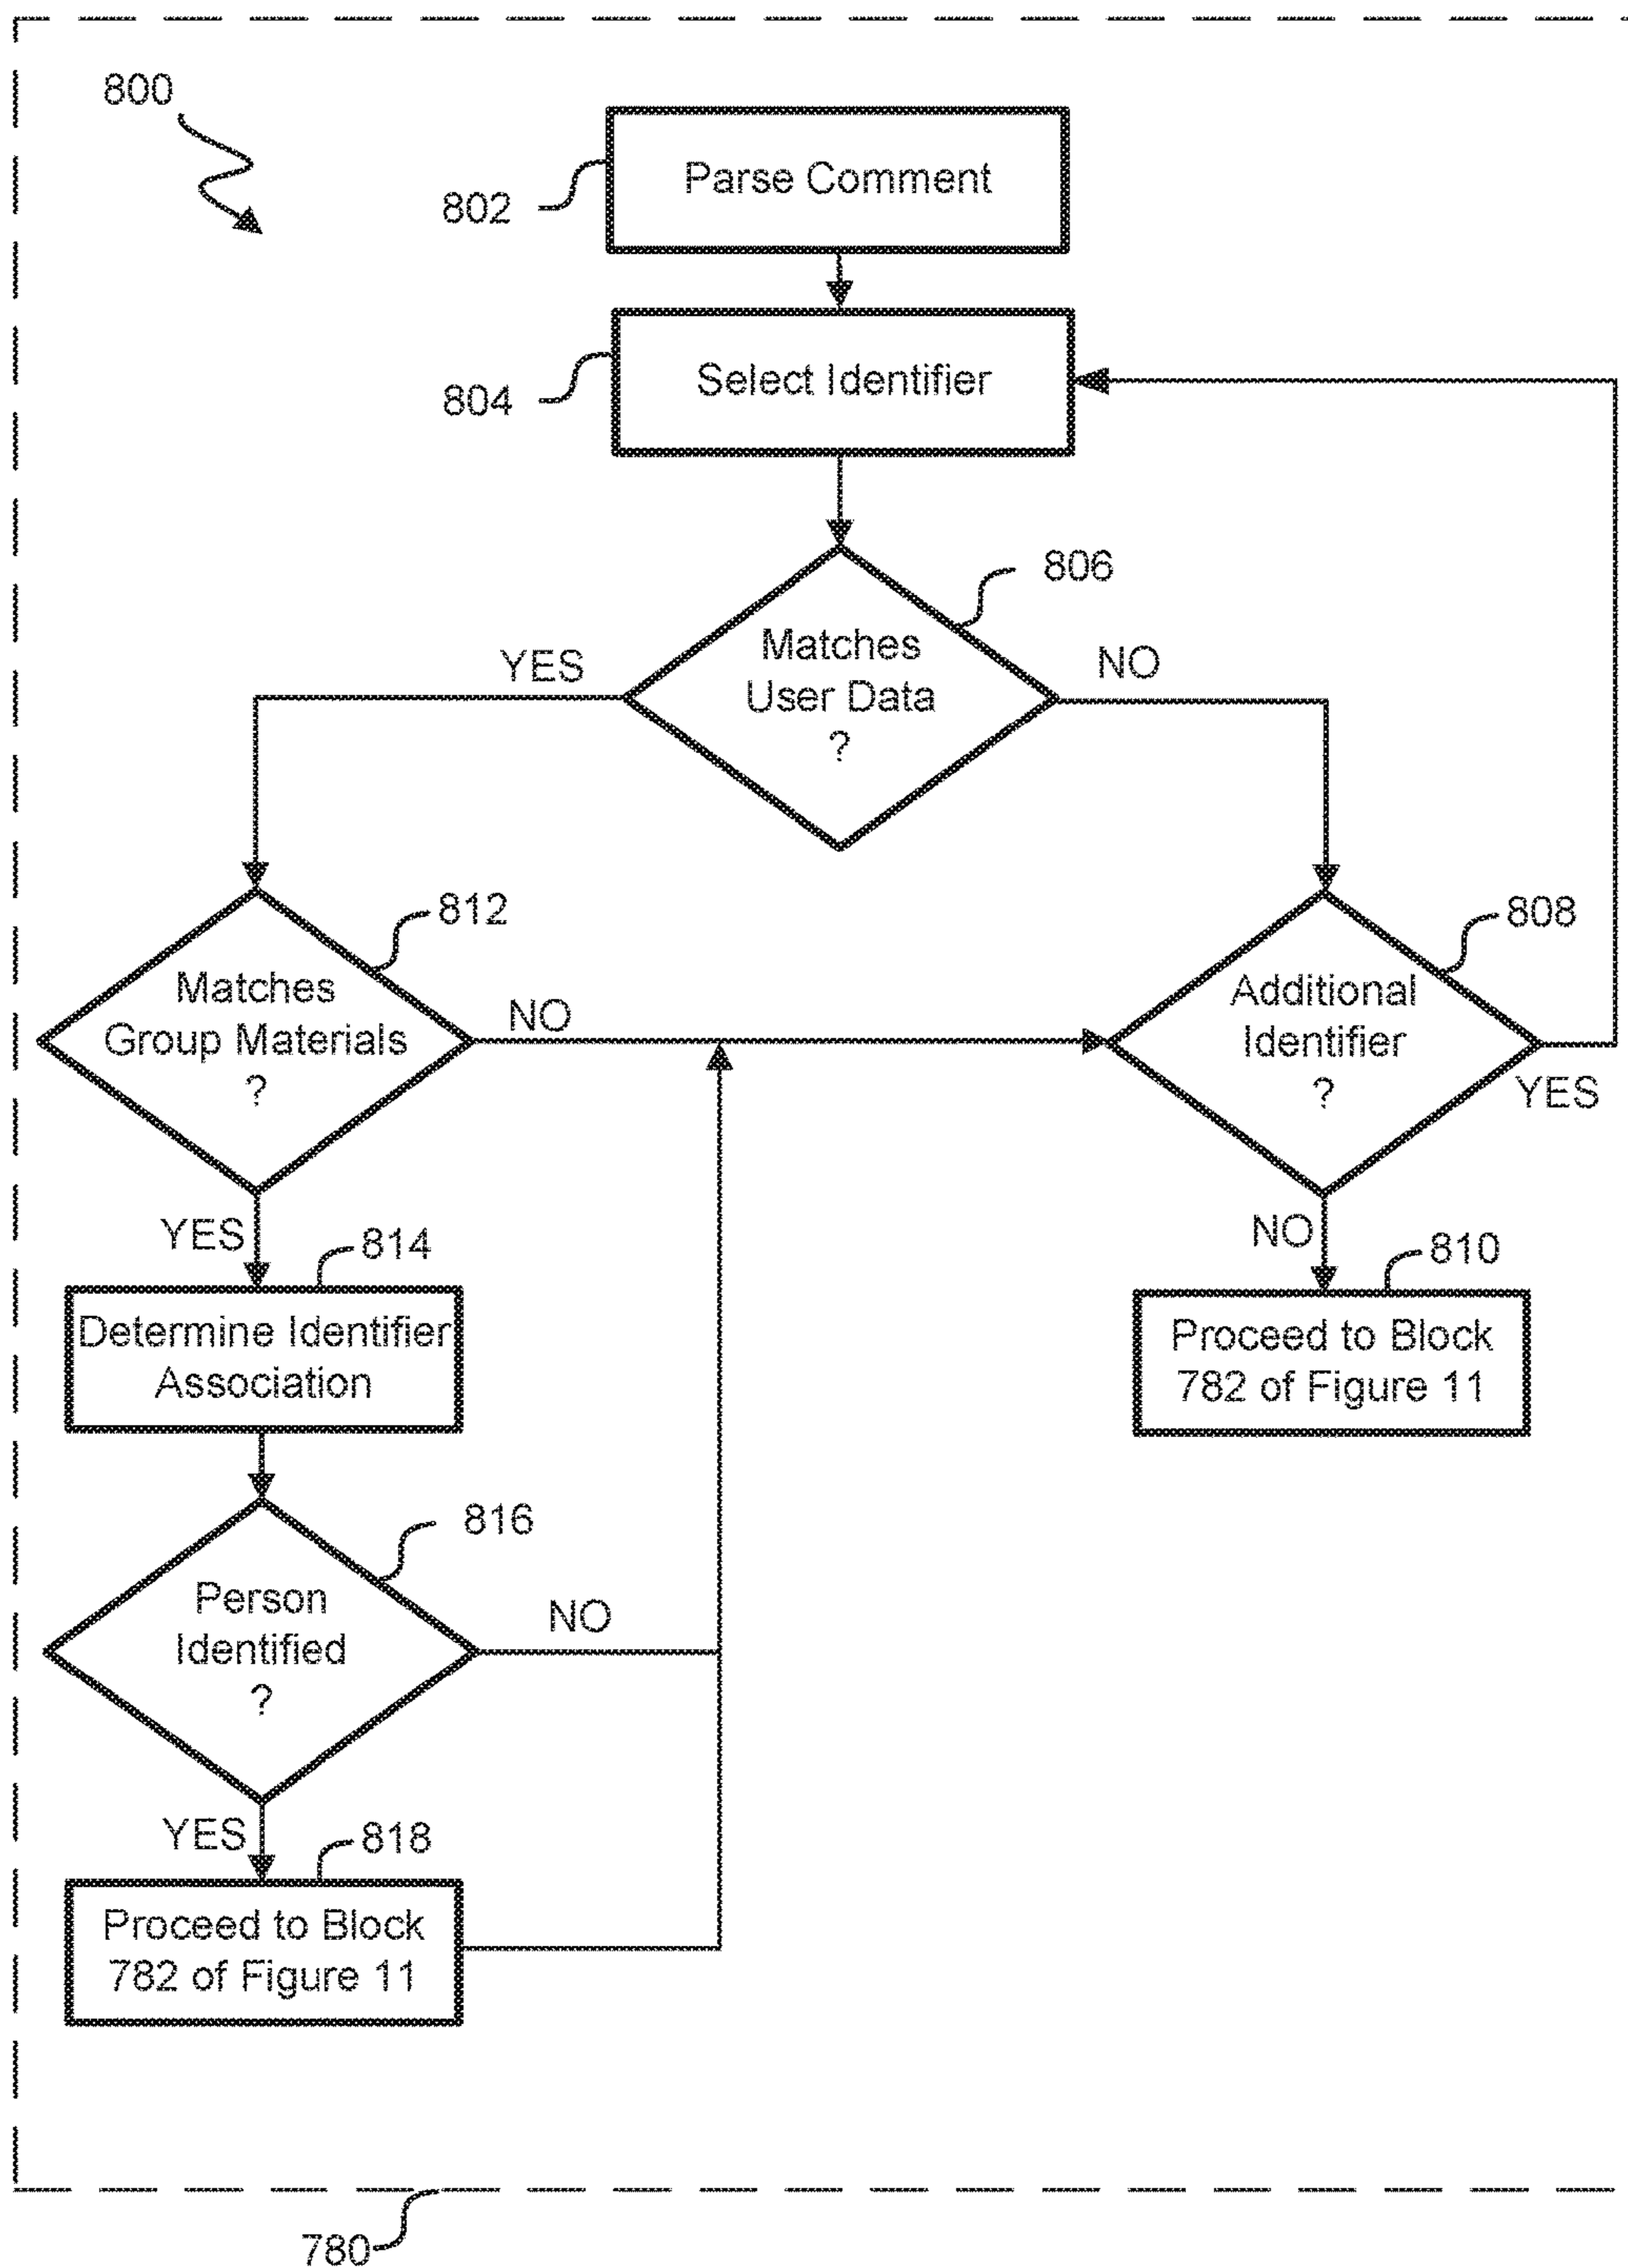 800
Parse Comment
802
Select Identifier
804
806
Matches
User Data
?
YES
NO
812
808
Matches
Group Materials
?
NO
Additional
Identifier
?
YES
YES
814
NO
810
Determine Identifier
Association
Proceed to Block
782 of Figure 11
816
Person
Identified
?
NO
YES
818
Proceed to Block
782 of Figure 11
780